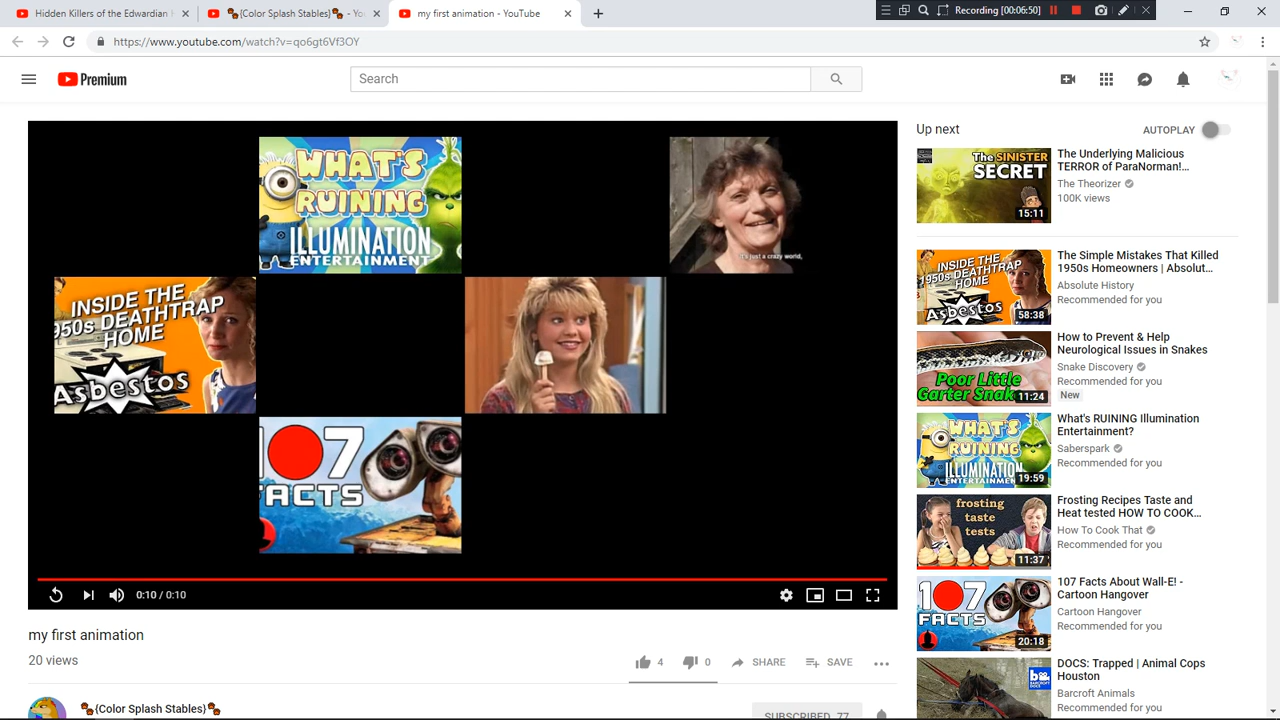 Hidden Killers of the Edwardian
{Color Splash Stables} - Yo
my first animation - YouTube
Recording [00:06:50]
https://www.youtube.com/watch?v=qo6gt6Vf3OY
Premium
Search
WHAT'S
RUINING
ILLUMINATION
ENTERTAINMENT
It's just a crazy world,
INSIDE THE
950s DEATHTRAP
HOME
Asbestos
107
FACTS
0:10 / 0:10
my first animation
20 views
4
0
SHARE
SAVE
{Color Splash Stables}
SUBSCRIBED 77
Up next
AUTOPLAY
The SINISTER
SECRET
15:11
The Underlying Malicious
TERROR of ParaNorman!...
The Theorizer
100K views
INSIDE THE
1950s DEATHTRAP
HOME
Asbestos
58:38
The Simple Mistakes That Killed
1950s Homeowners | Absolut...
Absolute History
Recommended for you
Poor Little
Garter Snak
11:24
How to Prevent & Help
Neurological Issues in Snakes
Snake Discovery
Recommended for you
New
WHAT'S
RUINING
ILLUMINATION
ENTERTAINMENT
19:59
What's RUINING Illumination
Entertainment?
Saberspark
Recommended for you
frosting
taste
tests
11:37
Frosting Recipes Taste and
Heat tested HOW TO COOK...
How To Cook That
Recommended for you
107
FACTS
20:18
107 Facts About Wall-E! -
Cartoon Hangover
Cartoon Hangover
Recommended for you
BARCROFT
DOCS
DOCS: Trapped | Animal Cops
Houston
Barcroft Animals
Recommended for you